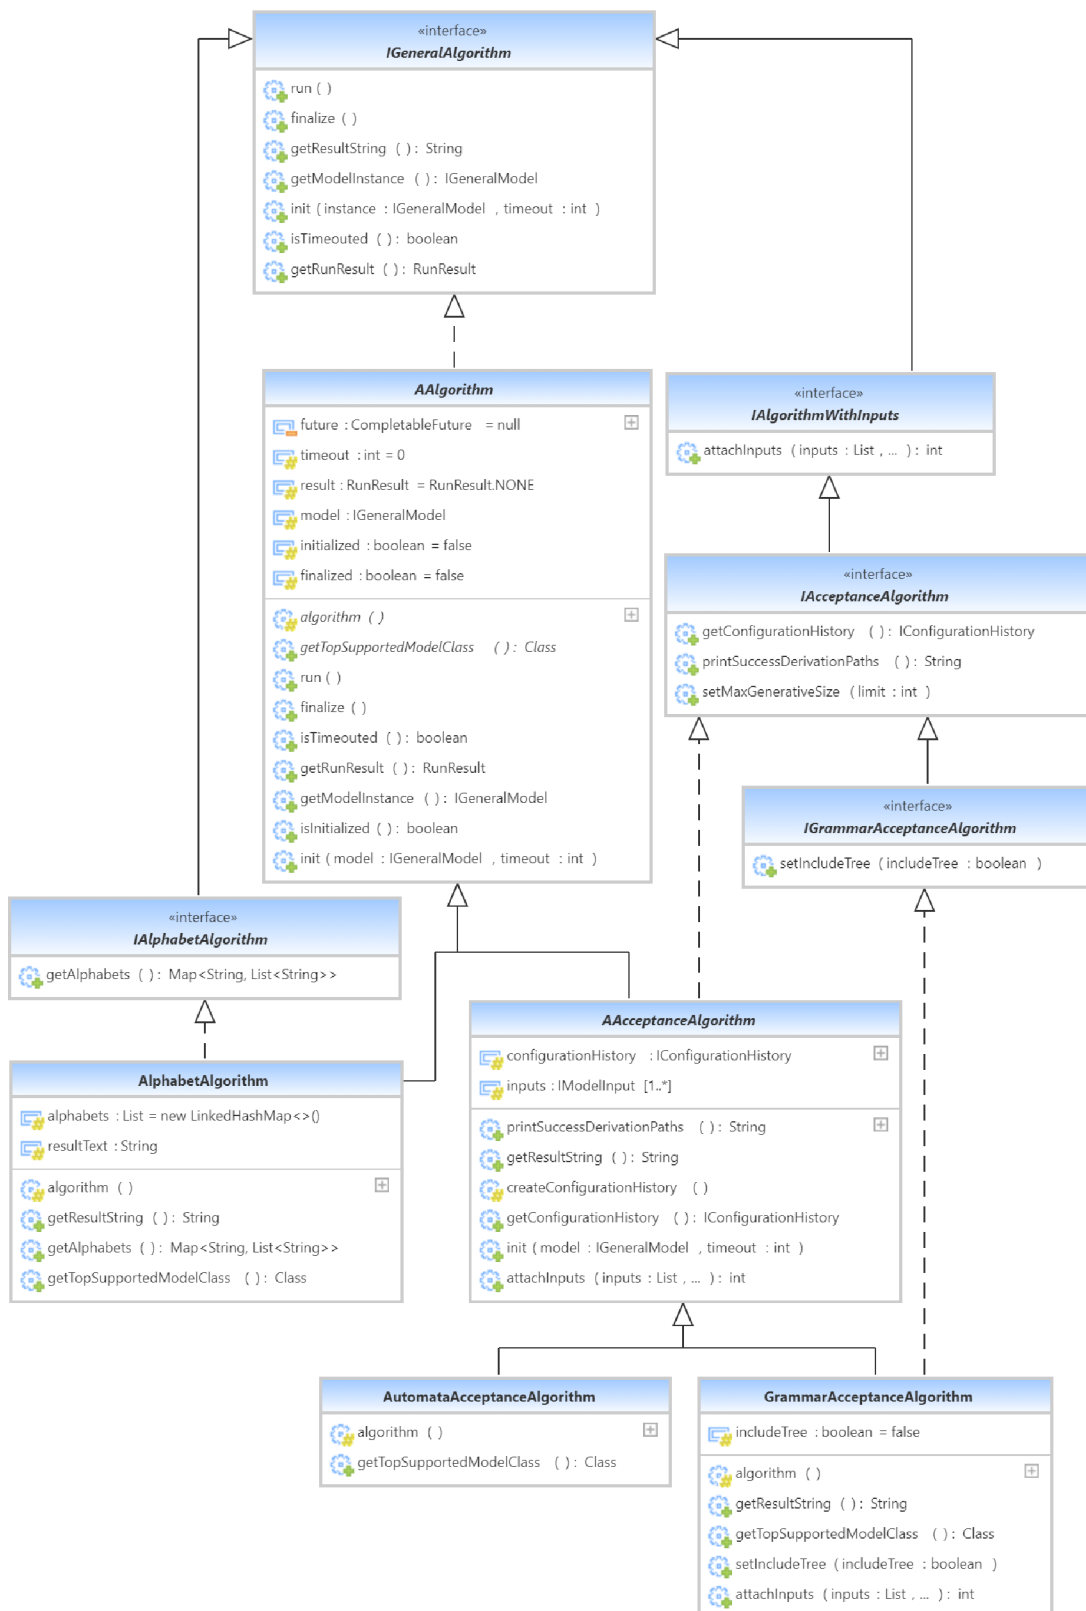 «interface»
IGeneralAlgorithm
run ( )
finalize ( )
getResultString ( ) : String
getModelInstance ( ) : IGeneralModel
init ( instance : IGeneralModel , timeout : int )
isTimeouted ( ) : boolean
getRunResult ( ) : RunResult
AAlgorithm
future : CompletableFuture = null
timeout : int = 0
result : RunResult = RunResult.NONE
model : IGeneralModel
initialized : boolean = false
finalized : boolean = false
algorithm ( )
getTopSupportedModelClass ( ) : Class
run ( )
finalize ( )
isTimeouted ( ) : boolean
getRunResult ( ) : RunResult
getModelInstance ( ) : IGeneralModel
isInitialized ( ) : boolean
init ( model : IGeneralModel , timeout : int )
«interface»
IAlgorithmWithInputs
attachInputs ( inputs : List , ... ) : int
«interface»
IAcceptanceAlgorithm
getConfigurationHistory ( ) : IConfigurationHistory
printSuccessDerivationPaths ( ) : String
setMaxGenerativeSize ( limit : int )
«interface»
IGrammarAcceptanceAlgorithm
setIncludeTree ( includeTree : boolean )
«interface»
IAlphabetAlgorithm
getAlphabets ( ) : Map<String, List<String>>
AlphabetAlgorithm
alphabets : List = new LinkedHashMap<>()
resultText : String
algorithm ( )
getResultString ( ) : String
getAlphabets ( ) : Map<String, List<String>>
getTopSupportedModelClass ( ) : Class
AAcceptanceAlgorithm
configurationHistory : IConfigurationHistory
inputs : IModelInput [1..*]
printSuccessDerivationPaths ( ) : String
getResultString ( ) : String
createConfigurationHistory ( )
getConfigurationHistory ( ) : IConfigurationHistory
init ( model : IGeneralModel , timeout : int )
attachInputs ( inputs : List , ... ) : int
AutomataAcceptanceAlgorithm
algorithm ( )
getTopSupportedModelClass ( ) : Class
GrammarAcceptanceAlgorithm
includeTree : boolean = false
algorithm ( )
getResultString ( ) : String
getTopSupportedModelClass ( ) : Class
setIncludeTree ( includeTree : boolean )
attachInputs ( inputs : List , ... ) : int